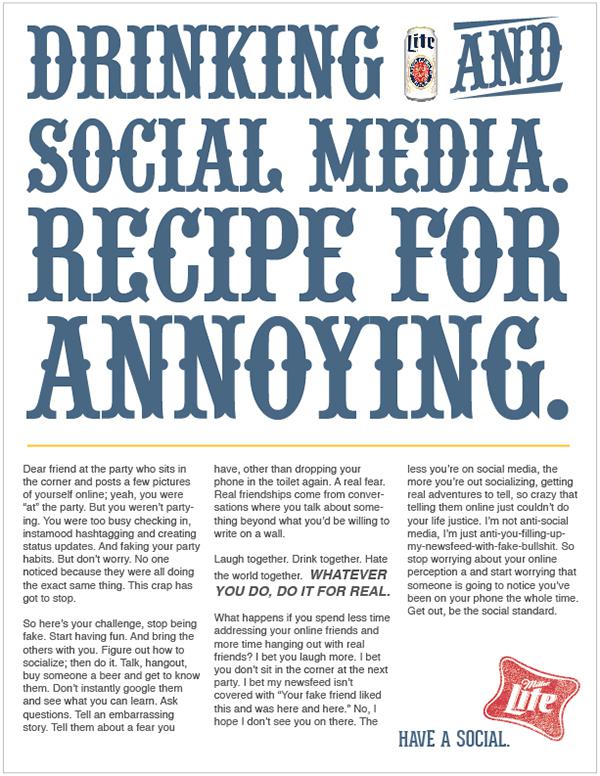 DRINKING Lite AND
SOCIAL MEDIA.
RECIPE FOR
ANNOYING.
Dear friend at the party who sits in
the corner and posts a few pictures
of yourself online; yeah, you were
“at” the party. But you weren’t party-
ing. You were too busy checking in,
instamood hashtagging and creating
status updates. And faking your party
habits. But don’t worry. No one
noticed because they were all doing
the exact same thing. This crap has
got to stop.
So here’s your challenge, stop being
fake. Start having fun. And bring the
others with you. Figure out how to
socialize; then do it. Talk, hangout,
buy someone a beer and get to know
them. Don’t instantly google them
and see what you can learn. Ask
questions. Tell an embarrassing
story. Tell them about a fear you
have, other than dropping your
phone in the toilet again. A real fear.
Real friendships come from conver-
sations where you talk about some-
thing beyond what you’d be willing to
write on a wall.
Laugh together. Drink together. Hate
the world together. WHATEVER
YOU DO, DO IT FOR REAL.
What happens if you spend less time
addressing your online friends and
more time hanging out with real
friends? I bet you laugh more. I bet
you don’t sit in the corner at the next
party. I bet my newsfeed isn’t
covered with “Your fake friend liked
this and was here and here.” No, I
hope I don’t see you on there. The
less you’re on social media, the
more you’re out socializing, getting
real adventures to tell, so crazy that
telling them online just couldn’t do
your life justice. I’m not anti-social
media, I’m just anti-you-filling-up-
my-newsfeed-with-fake-bullshit. So
stop worrying about your online
perception a and start worrying that
someone is going to notice you’ve
been on your phone the whole time.
Get out, be the social standard.
Miller
Lite
HAVE A SOCIAL.